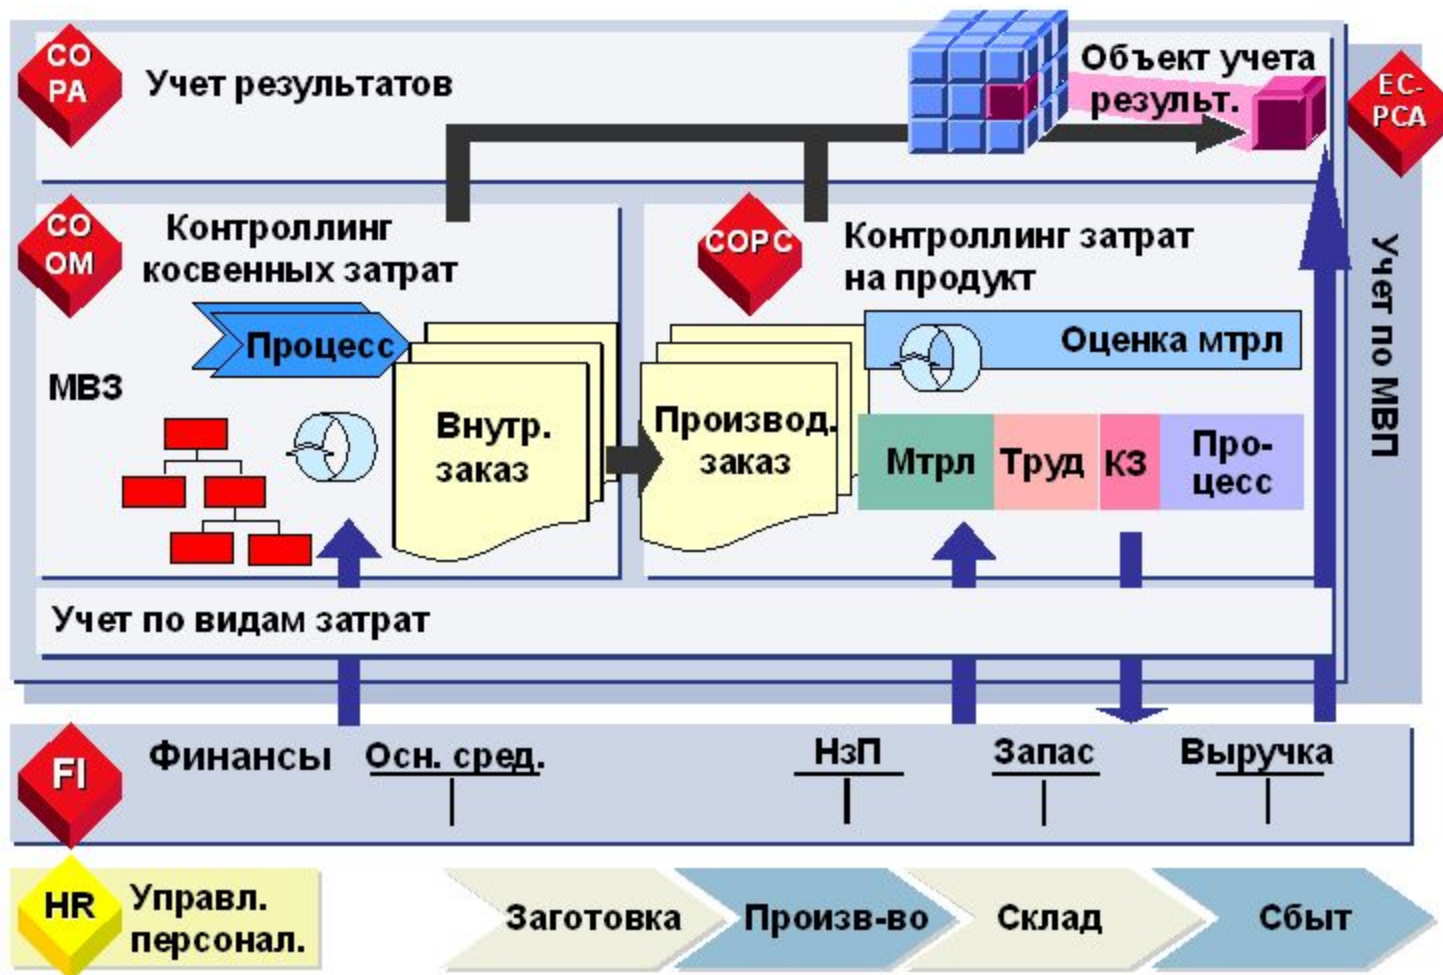 CO
PA
Учет результатов
Объект учета
результ.
EC-
PCA
CO
OM
Контроллинг
косвенных затрат
COPC
Контроллинг затрат
на продукт
Учет по МВП
Процесс
Оценка мтрл
МВЗ
Внутр.
заказ
Производ.
заказ
Мтрл
Труд
КЗ
Про-
цесс
Учет по видам затрат
FI
Финансы
Осн. сред.
НзП
Запас
Выручка
HR
Управл.
персонал.
Заготовка
Произв-во
Склад
Сбыт